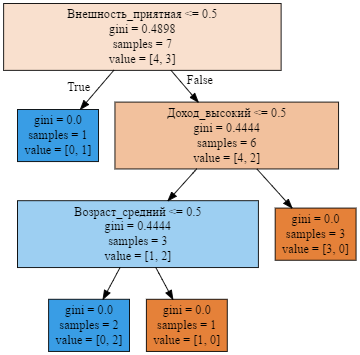 Внешность_приятная <= 0.5
gini = 0.4898
samples = 7
value = [4, 3]
True
False
gini = 0.0
samples = 1
value = [0, 1]
Доход_высокий <= 0.5
gini = 0.4444
samples = 6
value = [4, 2]
Возраст_средний <= 0.5
gini = 0.4444
samples = 3
value = [1, 2]
gini = 0.0
samples = 3
value = [3, 0]
gini = 0.0
samples = 2
value = [0, 2]
gini = 0.0
samples = 1
value = [1, 0]